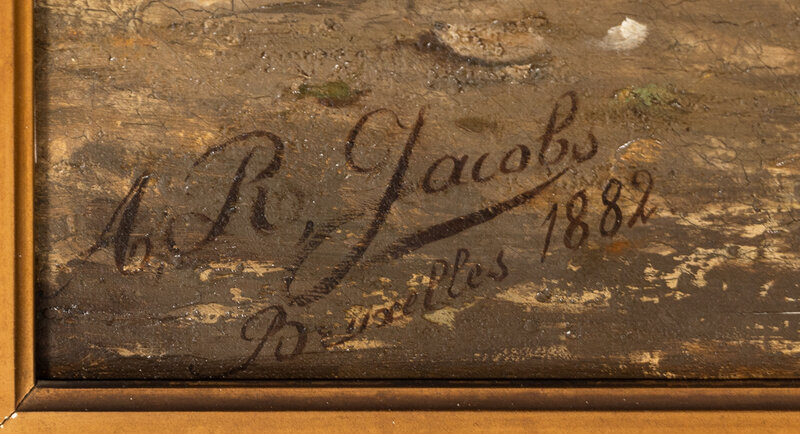 A, R, Jacobs
Bruxelles 1882